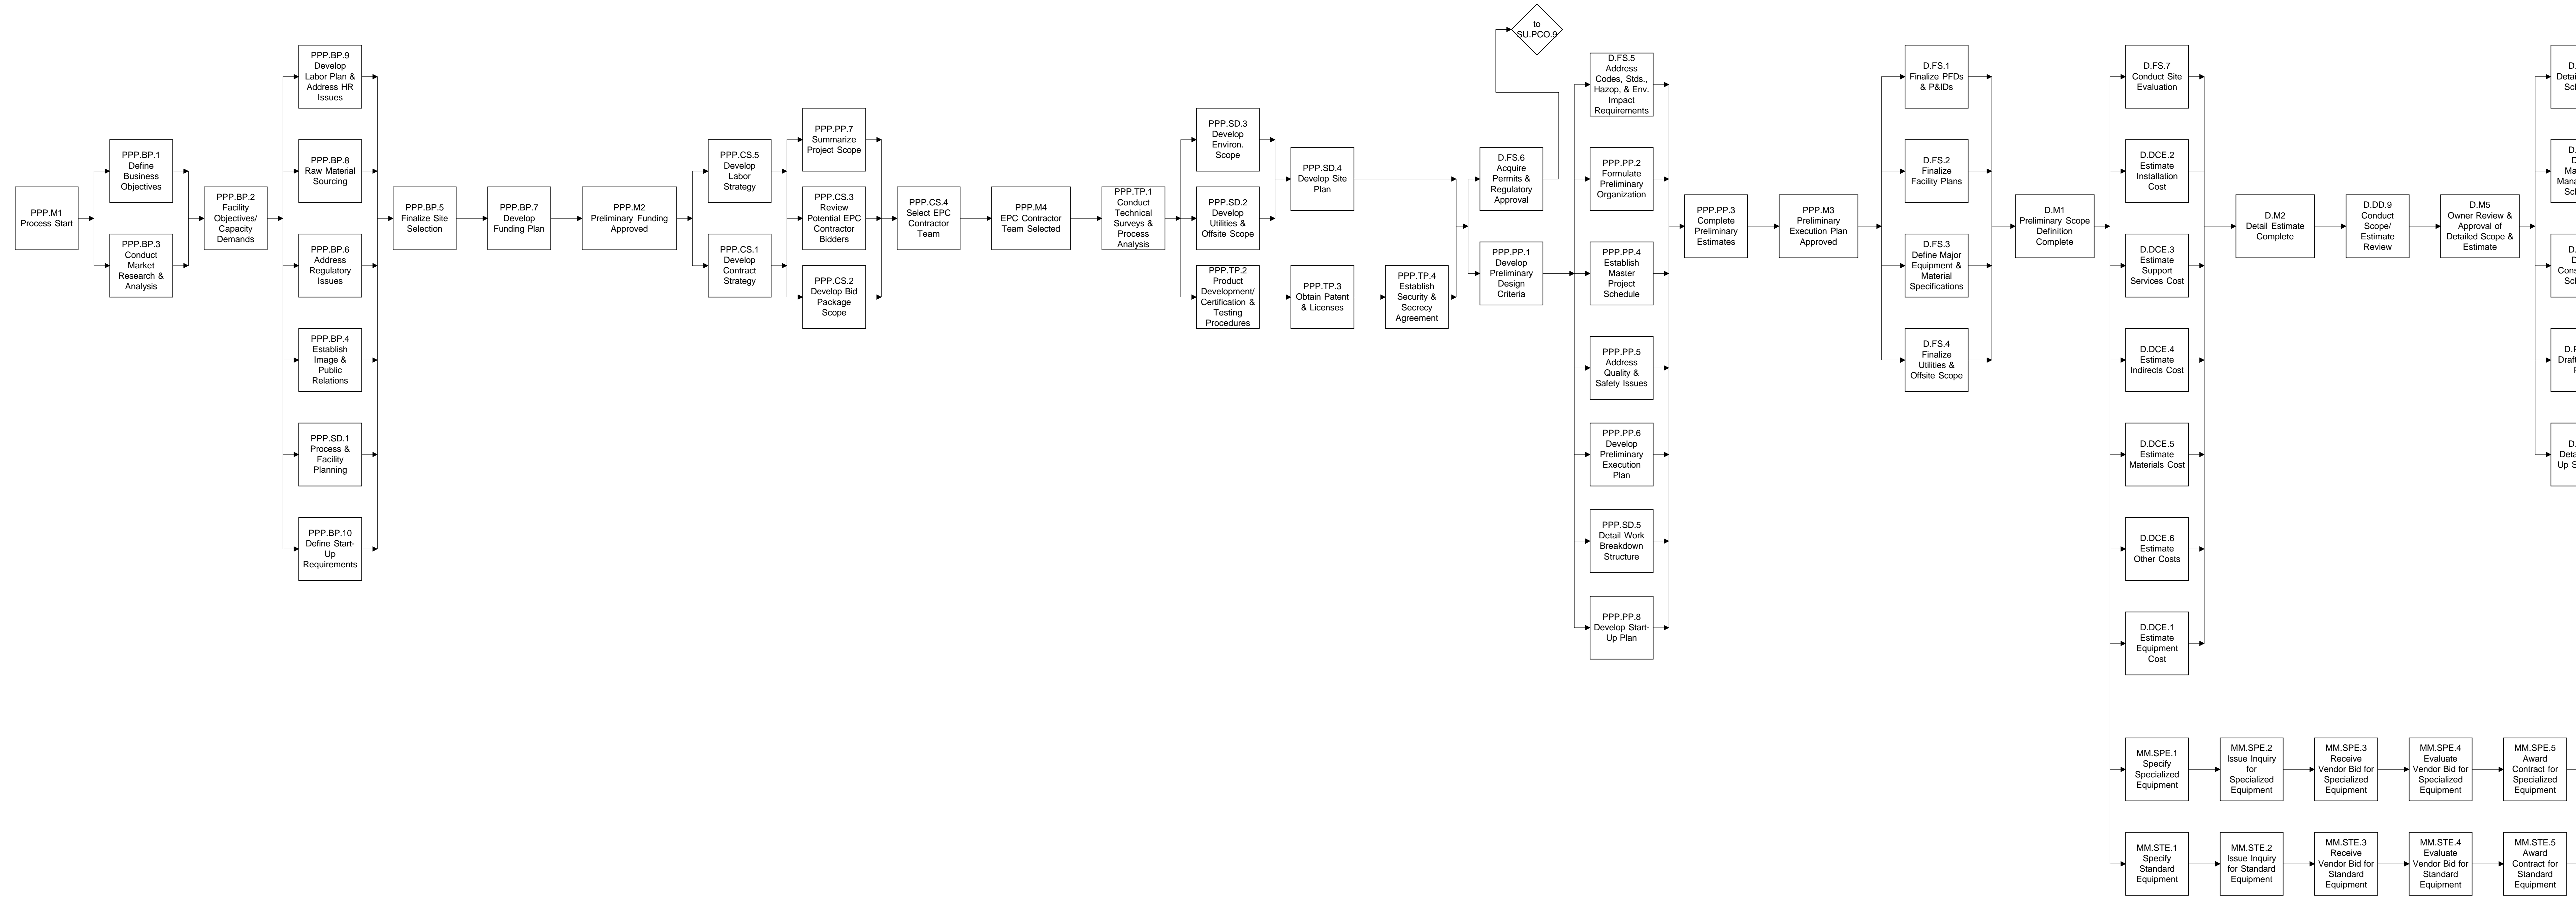 PPP.M1
Process Start
PPP.BP.1
Define
Business
Objectives
PPP.BP.3
Conduct
Market
Research &
Analysis
PPP.BP.2
Facility
Objectives/
Capacity
Demands
PPP.BP.9
Develop
Labor Plan &
Address HR
Issues
PPP.BP.8
Raw Material
Sourcing
PPP.BP.6
Address
Regulatory
Issues
PPP.BP.4
Establish
Image &
Public
Relations
PPP.SD.1
Process &
Facility
Planning
PPP.BP.10
Define Start-
Up
Requirements
PPP.BP.5
Finalize Site
Selection
PPP.BP.7
Develop
Funding Plan
PPP.M2
Preliminary Funding
Approved
PPP.CS.5
Develop
Labor
Strategy
PPP.CS.1
Develop
Contract
Strategy
PPP.PP.7
Summarize
Project Scope
PPP.CS.3
Review
Potential EPC
Contractor
Bidders
PPP.CS.2
Develop Bid
Package
Scope
PPP.CS.4
Select EPC
Contractor
Team
PPP.M4
EPC Contractor
Team Selected
PPP.TP.1
Conduct
Technical
Surveys &
Process
Analysis
PPP.SD.3
Develop
Environ.
Scope
PPP.SD.2
Develop
Utilities &
Offsite Scope
PPP.TP.2
Product
Development/
Certification &
Testing
Procedures
PPP.SD.4
Develop Site
Plan
PPP.TP.3
Obtain Patent
& Licenses
PPP.TP.4
Establish
Security &
Secrecy
Agreement
to
SU.PCO.9
D.FS.6
Acquire
Permits &
Regulatory
Approval
PPP.PP.1
Develop
Preliminary
Design
Criteria
D.FS.5
Address
Codes, Stds.,
Hazop, & Env.
Impact
Requirements
PPP.PP.2
Formulate
Preliminary
Organization
PPP.PP.4
Establish
Master
Project
Schedule
PPP.PP.5
Address
Quality &
Safety Issues
PPP.PP.6
Develop
Preliminary
Execution
Plan
PPP.SD.5
Detail Work
Breakdown
Structure
PPP.PP.8
Develop Start-
Up Plan
PPP.PP.3
Complete
Preliminary
Estimates
PPP.M3
Preliminary
Execution Plan
Approved
D.FS.1
Finalize PFDs
& P&IDs
D.FS.2
Finalize
Facility Plans
D.FS.3
Define Major
Equipment &
Material
Specifications
D.FS.4
Finalize
Utilities &
Offsite Scope
D.M1
Preliminary Scope
Definition
Complete
D.FS.7
Conduct Site
Evaluation
D.DCE.2
Estimate
Installation
Cost
D.DCE.3
Estimate
Support
Services Cost
D.DCE.4
Estimate
Indirects Cost
D.DCE.5
Estimate
Materials Cost
D.DCE.6
Estimate
Other Costs
D.DCE.1
Estimate
Equipment
Cost
MM.SPE.1
Specify
Specialized
Equipment
MM.SPE.2
Issue Inquiry
for
Specialized
Equipment
MM.SPE.3
Receive
Vendor Bid for
Specialized
Equipment
MM.SPE.4
Evaluate
Vendor Bid for
Specialized
Equipment
MM.SPE.5
Award
Contract for
Specialized
Equipment
MM.STE.1
Specify
Standard
Equipment
MM.STE.2
Issue Inquiry
for Standard
Equipment
MM.STE.3
Receive
Vendor Bid for
Standard
Equipment
MM.STE.4
Evaluate
Vendor Bid for
Standard
Equipment
MM.STE.5
Award
Contract for
Standard
Equipment
D.M2
Detail Estimate
Complete
D.DD.9
Conduct
Scope/
Estimate
Review
D.M5
Owner Review &
Approval of
Detailed Scope &
Estimate